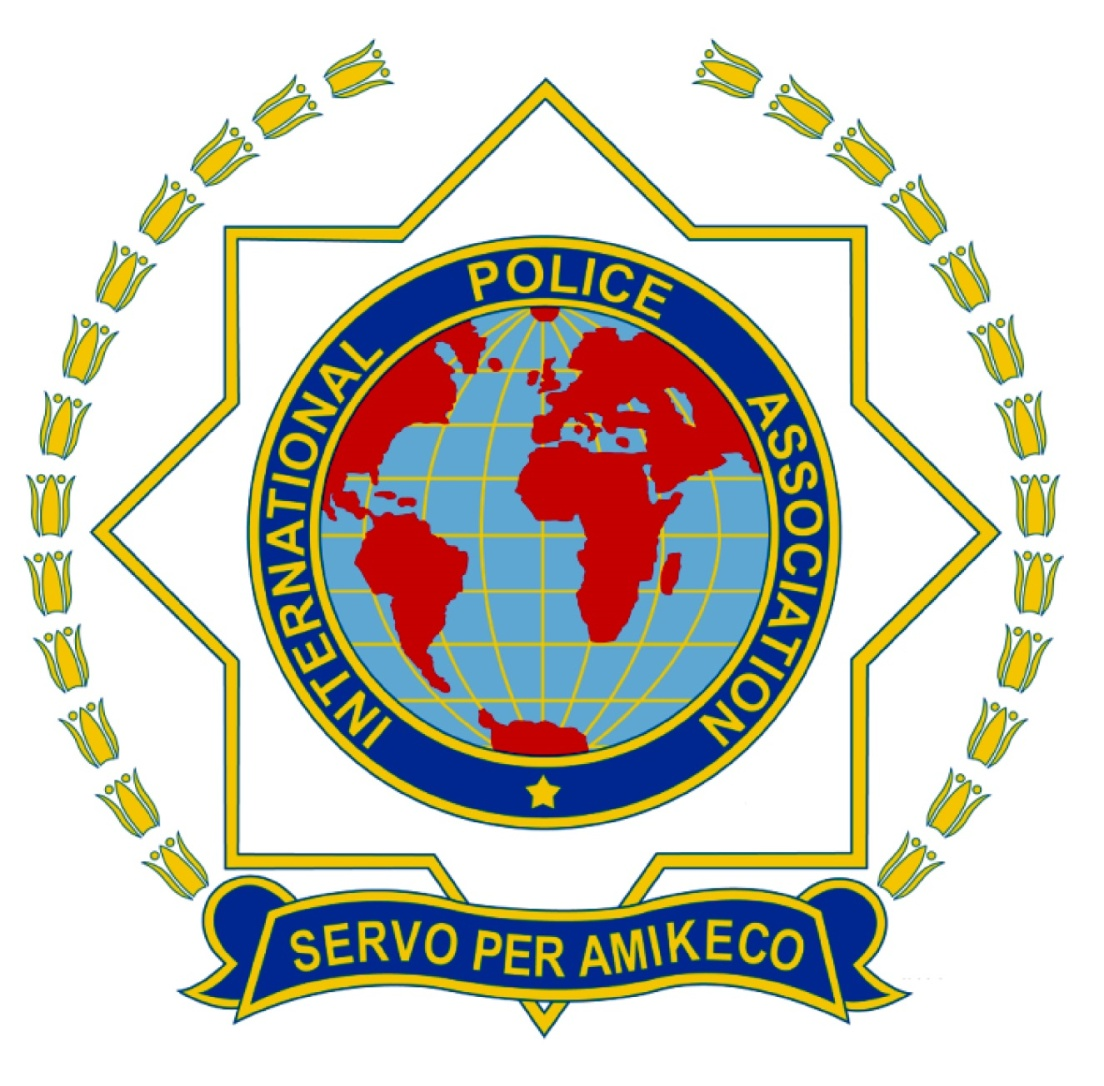 INTERNATIONAL POLICE ASSOCIATION
SERVO PER AMIKECO